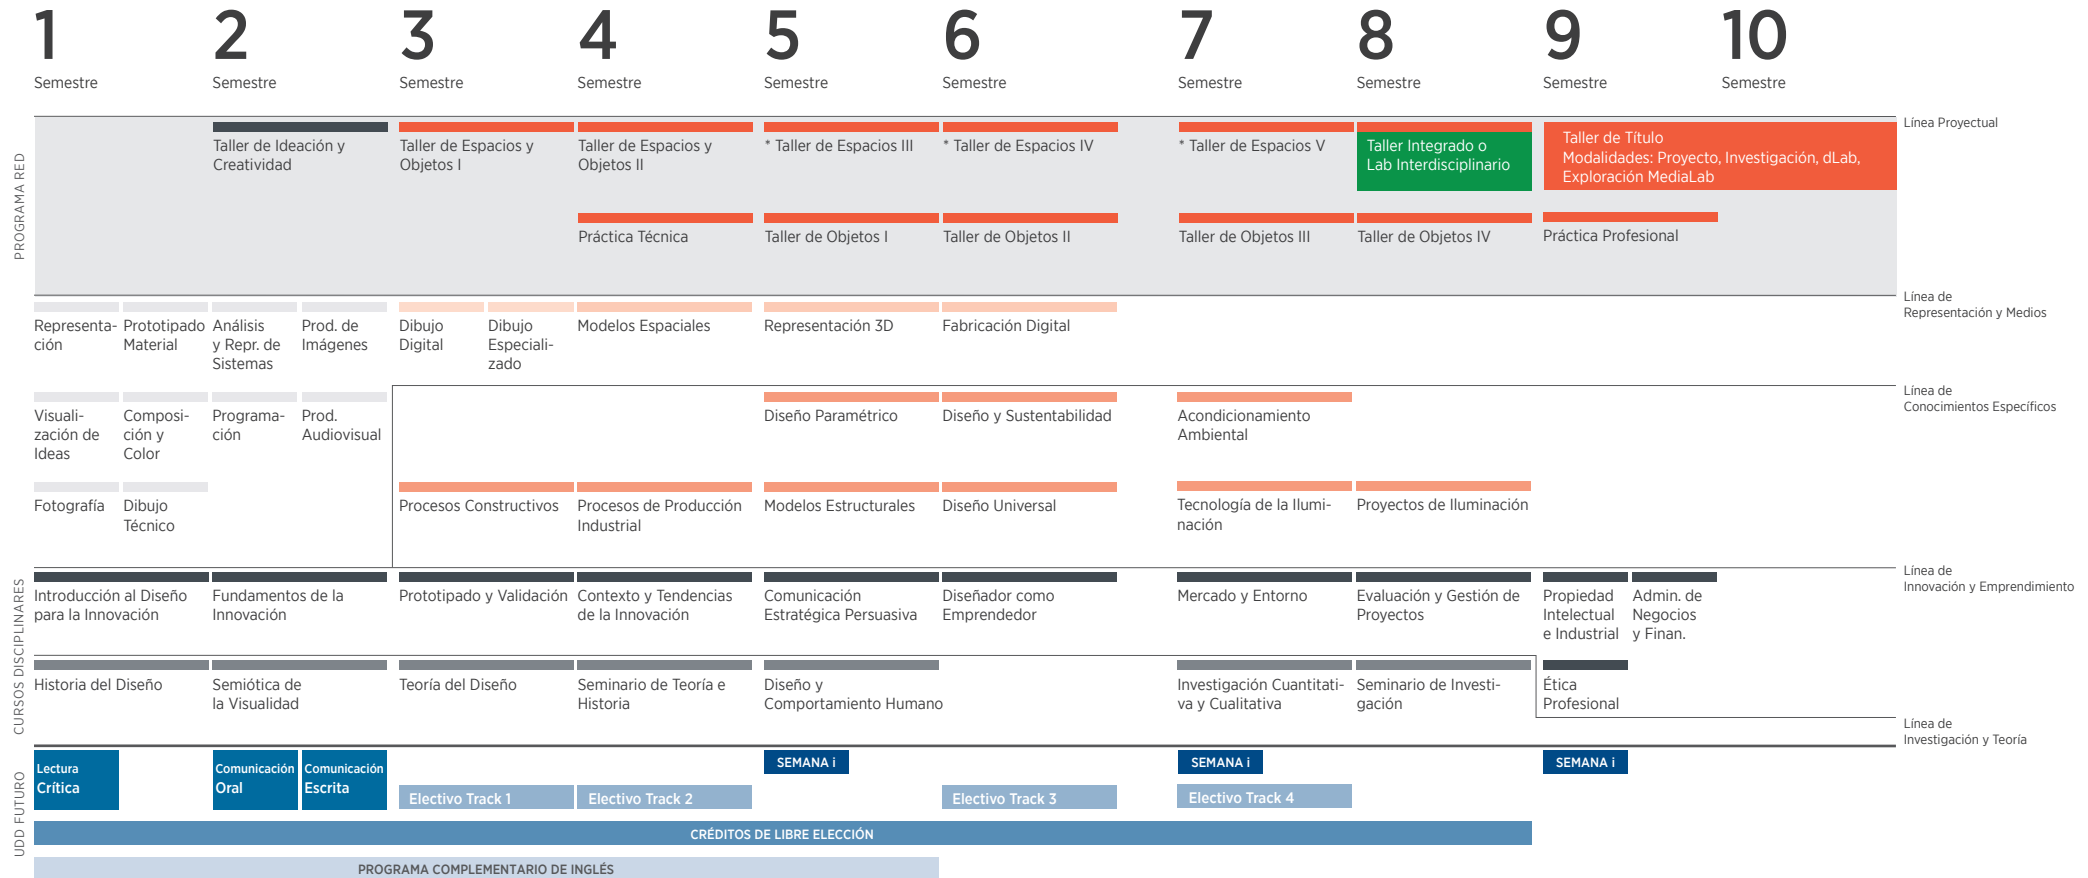 1
2
3
4
5
6
7
8
9
10
Semestre
Semestre
Semestre
Semestre
Semestre
Semestre
Semestre
Semestre
Semestre
Semestre
PROGRAMA RED
Línea Proyectual
Taller de Ideación y
Creatividad
Taller de Espacios y
Objetos I
Taller de Espacios y
Objetos II
* Taller de Espacios III
* Taller de Espacios IV
* Taller de Espacios V
Taller Integrado o
Lab Interdisciplinario
Taller de Título
Modalidades: Proyecto, Investigación, dLab,
Exploración MediaLab
Práctica Técnica
Taller de Objetos I
Taller de Objetos II
Taller de Objetos III
Taller de Objetos IV
Práctica Profesional
Línea de
Representación y Medios
Representa-
ción
Prototipado
Material
Análisis
y Repr. de
Sistemas
Prod. de
Imágenes
Dibujo
Digital
Dibujo
Especiali-
zado
Modelos Espaciales
Representación 3D
Fabricación Digital
Línea de
Conocimientos Específicos
Visuali-
zación de
Ideas
Composi-
ción y
Color
Programa-
ción
Prod.
Audiovisual
Diseño Paramétrico
Diseño y Sustentabilidad
Acondicionamiento
Ambiental
Fotografía
Dibujo
Técnico
Procesos Constructivos
Procesos de Producción
Industrial
Modelos Estructurales
Diseño Universal
Tecnología de la Ilumi-
nación
Proyectos de Iluminación
CURSOS DISCIPLINARES
Línea de
Innovación y Emprendimiento
Introducción al Diseño
para la Innovación
Fundamentos de la
Innovación
Prototipado y Validación
Contexto y Tendencias
de la Innovación
Comunicación
Estratégica Persuasiva
Diseñador como
Emprendedor
Mercado y Entorno
Evaluación y Gestión de
Proyectos
Propiedad
Intelectual
e Industrial
Admin. de
Negocios
y Finan.
Historia del Diseño
Semiótica de
la Visualidad
Teoría del Diseño
Seminario de Teoría e
Historia
Diseño y
Comportamiento Humano
Investigación Cuantitati-
va y Cualitativa
Seminario de Investi-
gación
Ética
Profesional
Línea de
Investigación y Teoría
UDD FUTURO
Lectura
Crítica
Comunicación
Oral
Comunicación
Escrita
SEMANA i
SEMANA i
SEMANA i
Electivo Track 1
Electivo Track 2
Electivo Track 3
Electivo Track 4
CRÉDITOS DE LIBRE ELECCIÓN
PROGRAMA COMPLEMENTARIO DE INGLÉS